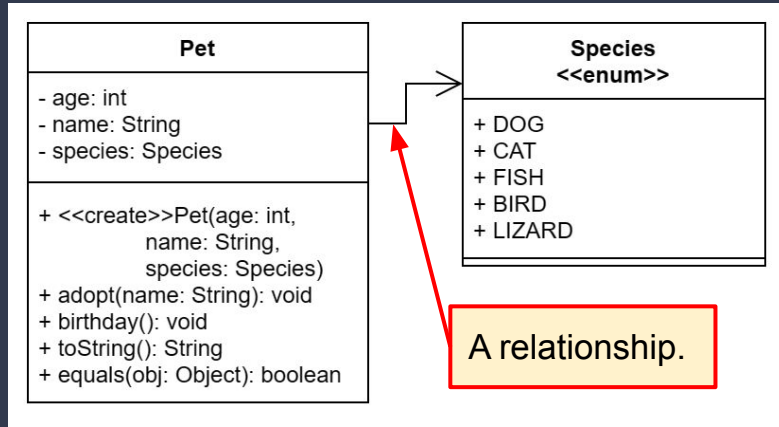 Pet
- age: int
- name: String
- species: Species
+ <<create>>Pet(age: int,
name: String,
species: Species)
+ adopt(name: String): void
+ birthday(): void
+ toString(): String
+ equals(obj: Object): boolean
Species
<<enum>>
+ DOG
+ CAT
+ FISH
+ BIRD
+ LIZARD
A relationship.